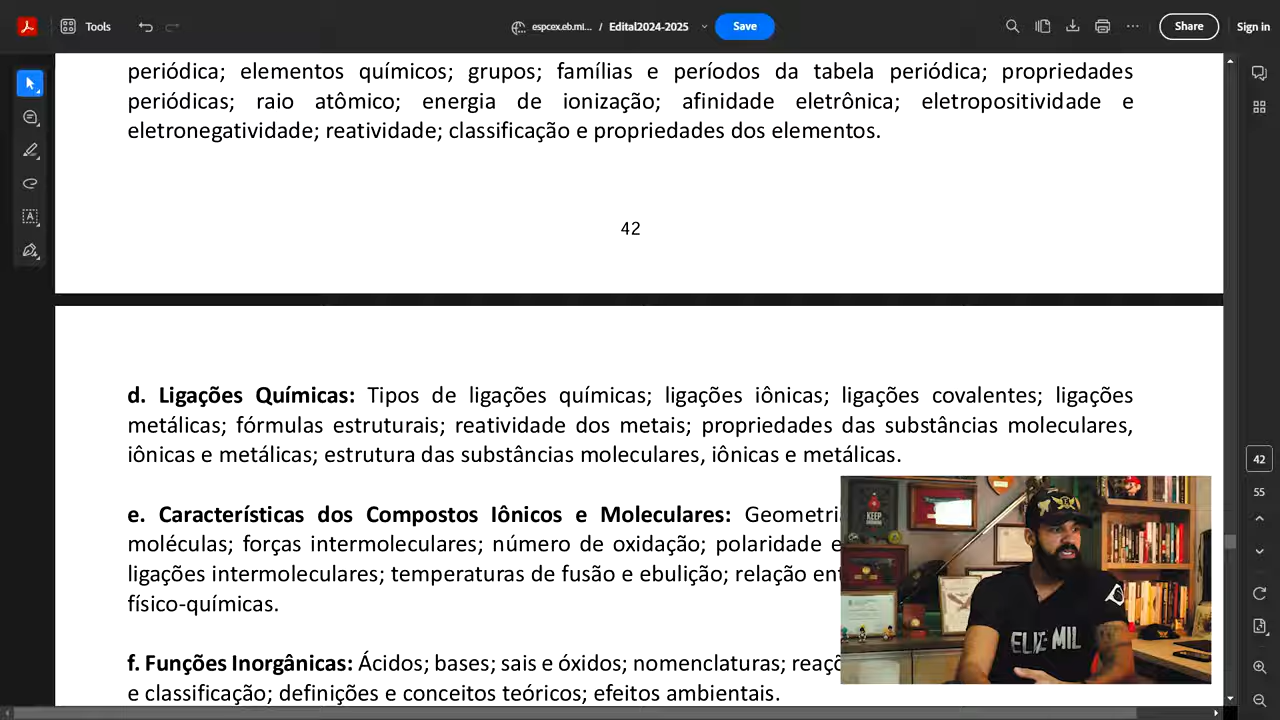 Tools
espcex.eb.mi... / Edital2024-2025
Save
Share
Sign in
periódica; elementos químicos; grupos; famílias e períodos da tabela periódica; propriedades
periódicas; raio atômico; energia de ionização; afinidade eletrônica; eletropositividade e
eletronegatividade; reatividade; classificação e propriedades dos elementos.
42
d. Ligações Químicas: Tipos de ligações químicas; ligações iônicas; ligações covalentes; ligações
metálicas; fórmulas estruturais; reatividade dos metais; propriedades das substâncias moleculares,
iônicas e metálicas; estrutura das substâncias moleculares, iônicas e metálicas.
42
55
e. Características dos Compostos Iônicos e Moleculares:
moléculas; forças intermoleculares; número de oxidação; polaridade
ligações intermoleculares; temperaturas de fusão e ebulição; relação
físico-químicas.
f. Funções Inorgânicas: Ácidos; bases; sais e óxidos; nomenclaturas;
e classificação; definições e conceitos teóricos; efeitos ambientais.
KEEP
MIL